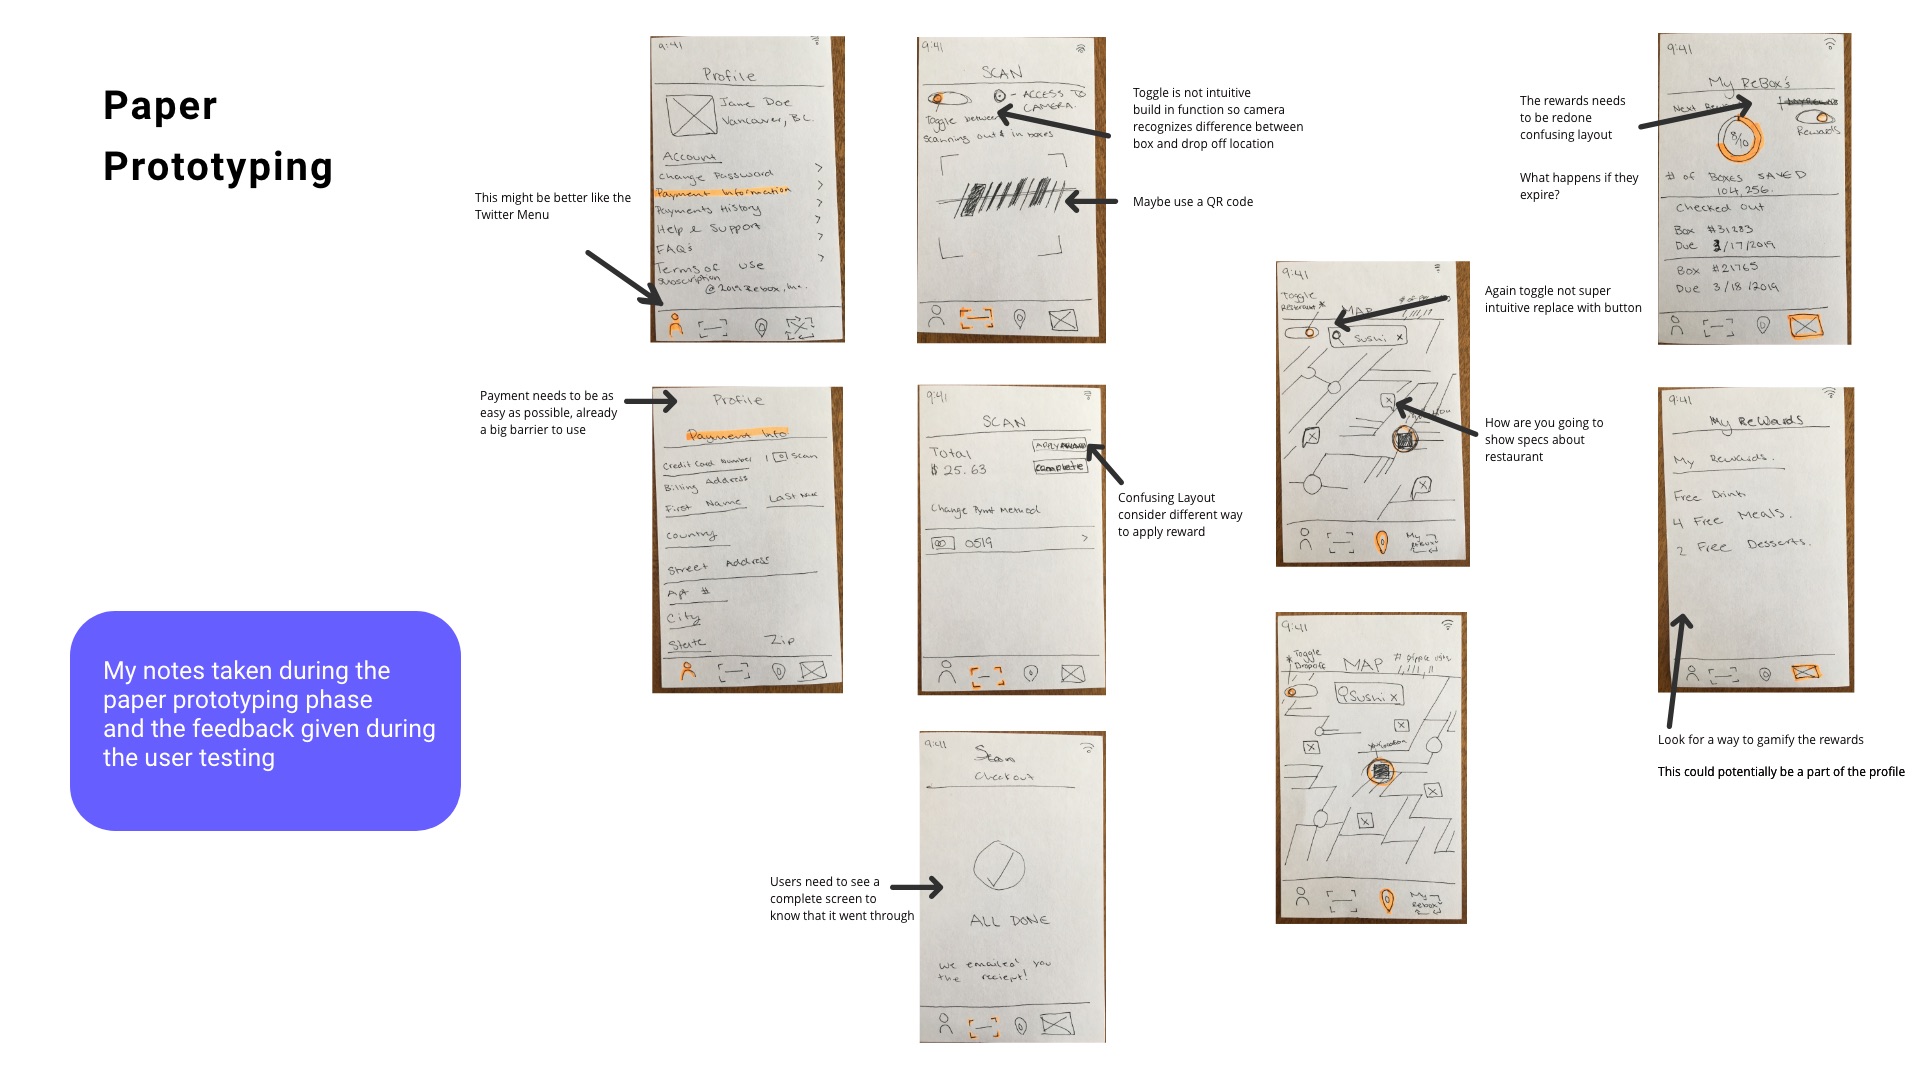 Paper
Prototyping
My notes taken during the
paper prototyping phase
and the feedback given during
the user testing
This might be better like the
Twitter Menu
9:41
Profile
Jane Doe
Vancouver, BC.
Account
Change Password
Payment Information
Payments History
Help & Support
FAQs
Terms of use
Subscription
@2019 Rebox, Inc.
Payment needs to be as
easy as possible, already
a big barrier to use
Profile
Payment Info
Credit Card Number | Scan
Billing Address
First Name Last Name
Country
Street Address
Apt #
City
State Zip
9:41
SCAN
- ACCESS TO
CAMERA.
Toggle between
scanning out & in boxes
Toggle is not intuitive
build in function so camera
recognizes difference between
box and drop off location
Maybe use a QR code
9:41
SCAN
Total
$ 25.63
APPLY
Complete
Change Pymt Method
0519
>
Confusing Layout
consider different way
to apply reward
9:41
Scan
Checkout
ALL DONE
We emailed you
the reciept!
Users need to see a
complete screen to
know that it went through
9:41
Toggle
Restaurant *
MAP
Sushi x
My
Rebox
Again toggle not super
intuitive replace with button
How are you going to
show specs about
restaurant
9:41
* Toggle
Dropoff
MAP
Sushi x
location
My
Rebox
The rewards needs
to be redone
confusing layout
What happens if they
expire?
9:41
My ReBox's
Next
Rewards
8/10
# of Boxes SAVED
104,256.
Checked out
Box #31283
Due 3/17/2019
Box #21765
Due 3/18/2019
9:41
My ReWards
My Rewards.
Free Drink
4 Free Meals.
2 Free Desserts.
Look for a way to gamify the rewards
This could potentially be a part of the profile